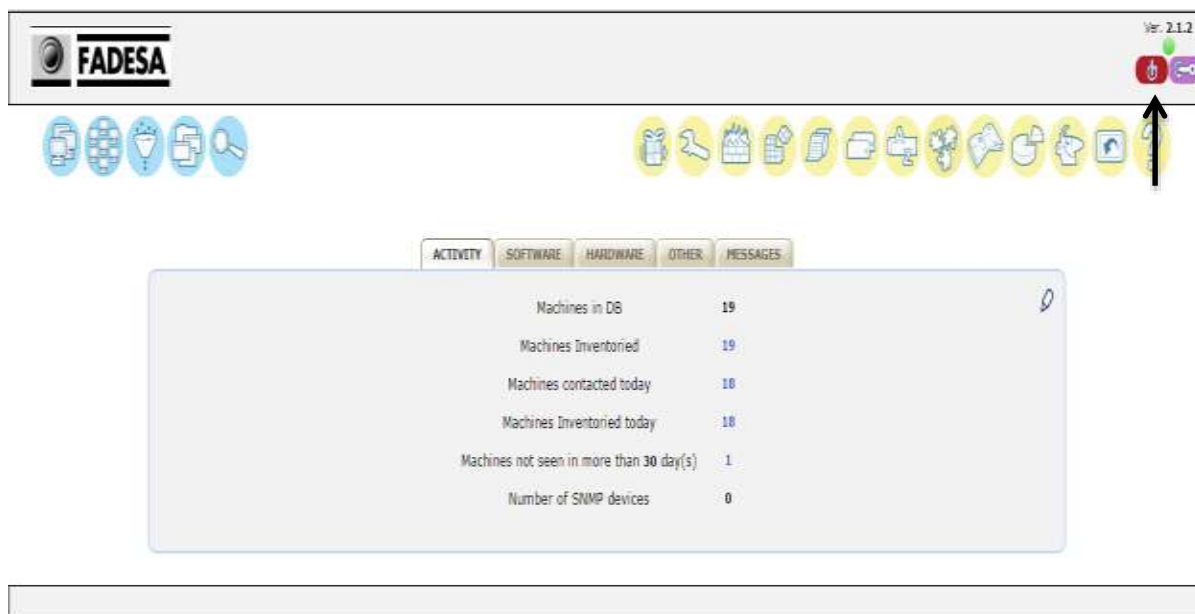 Ver. 2.1.2
FADESA
ACTIVITY SOFTWARE HARDWARE OTHER MESSAGES
Machines in DB 19
Machines Inventoried 19
Machines contacted today 18
Machines Inventoried today 18
Machines not seen in more than 30 day(s) 1
Number of SNMP devices 0